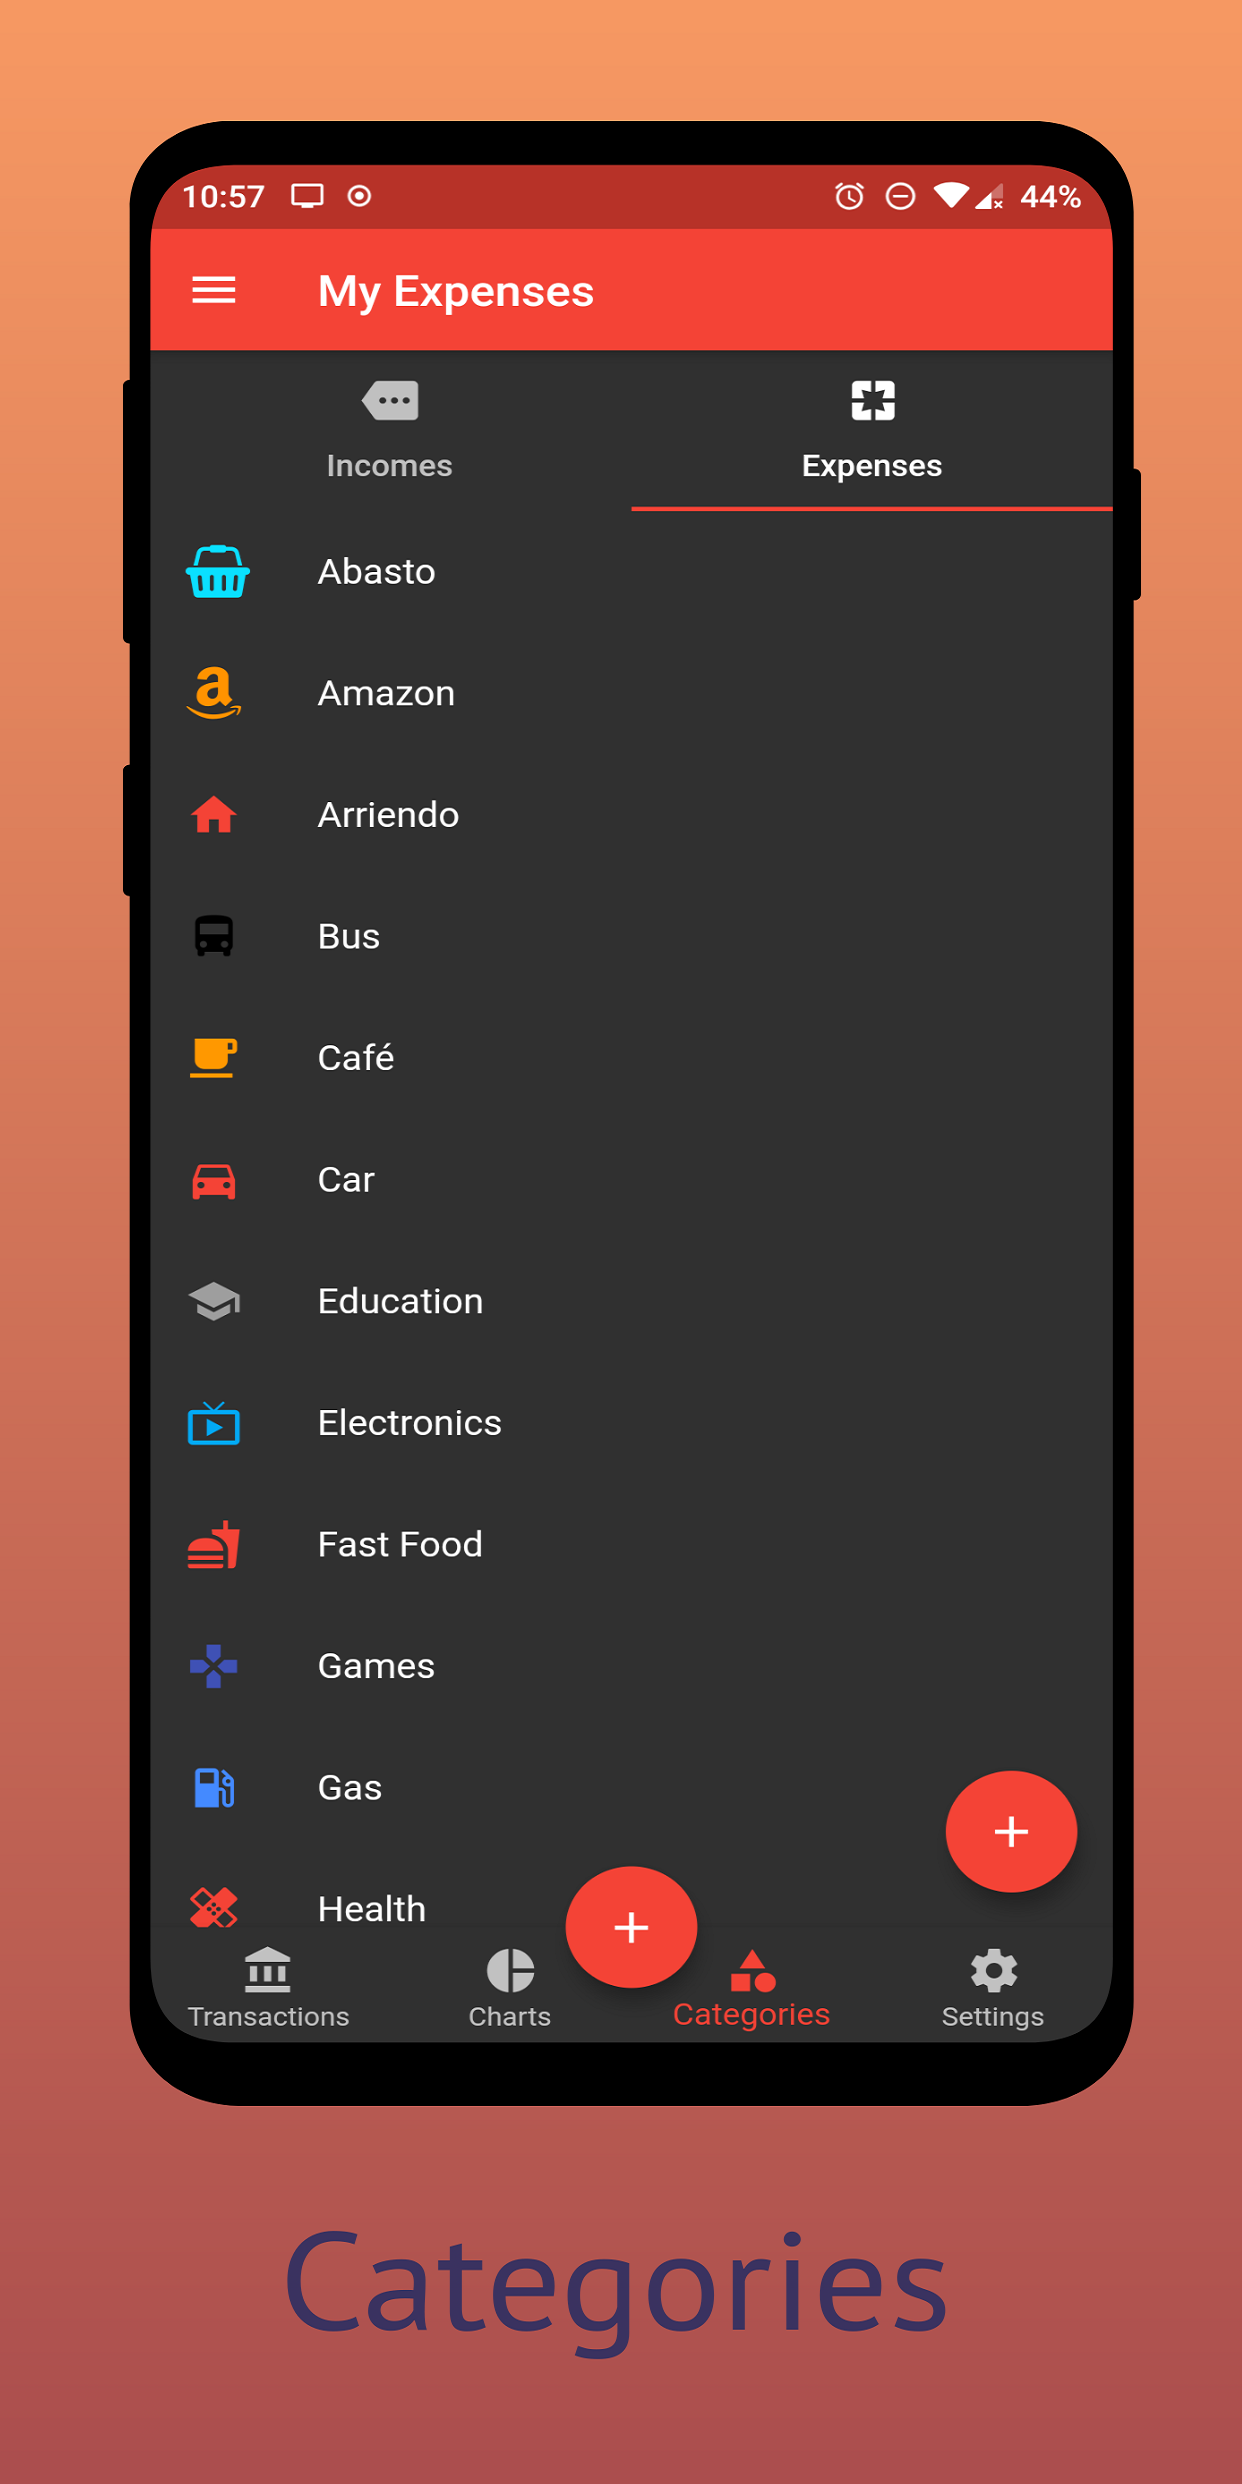 10:57 44%
My Expenses
Incomes Expenses
Abasto
Amazon
Arriendo
Bus
Café
Car
Education
Electronics
Fast Food
Games
Gas
Health
Transactions Charts Categories Settings
Categories